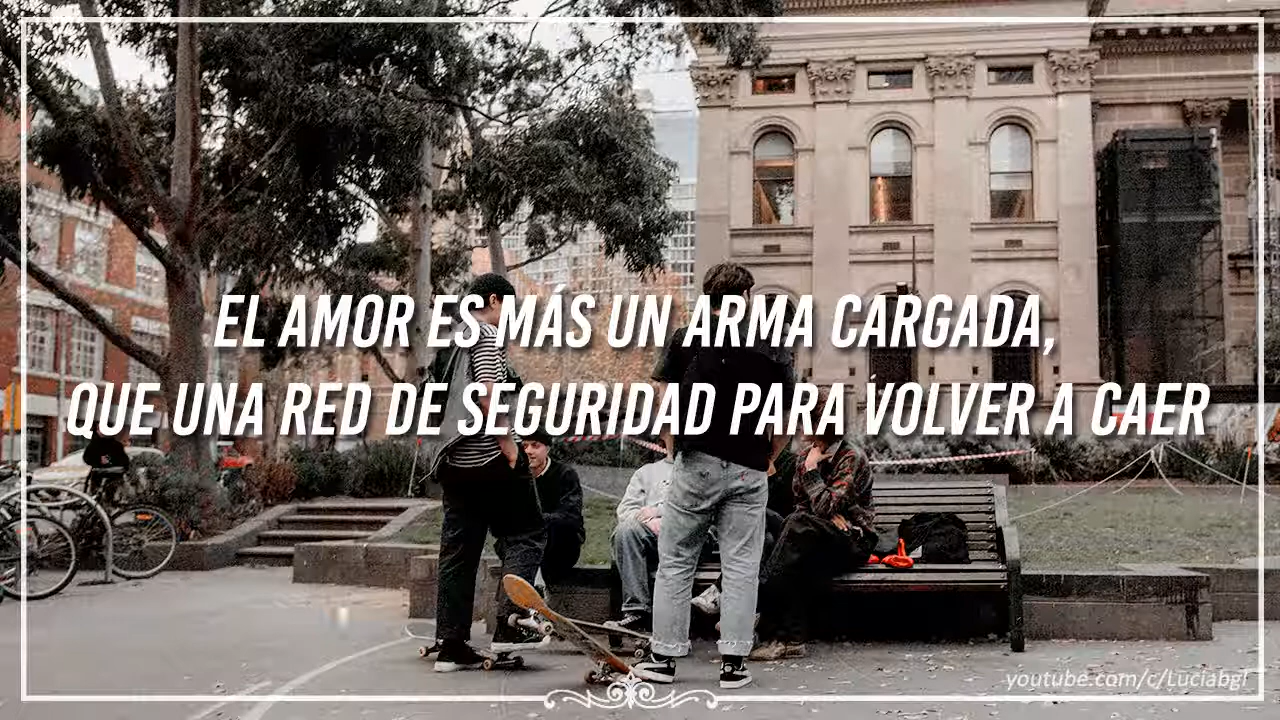 EL AMOR ES MÁS UN ARMA CARGADA,
QUE UNA RED DE SEGURIDAD PARA VOLVER A CAER
youtube.com/c/Luciabgl